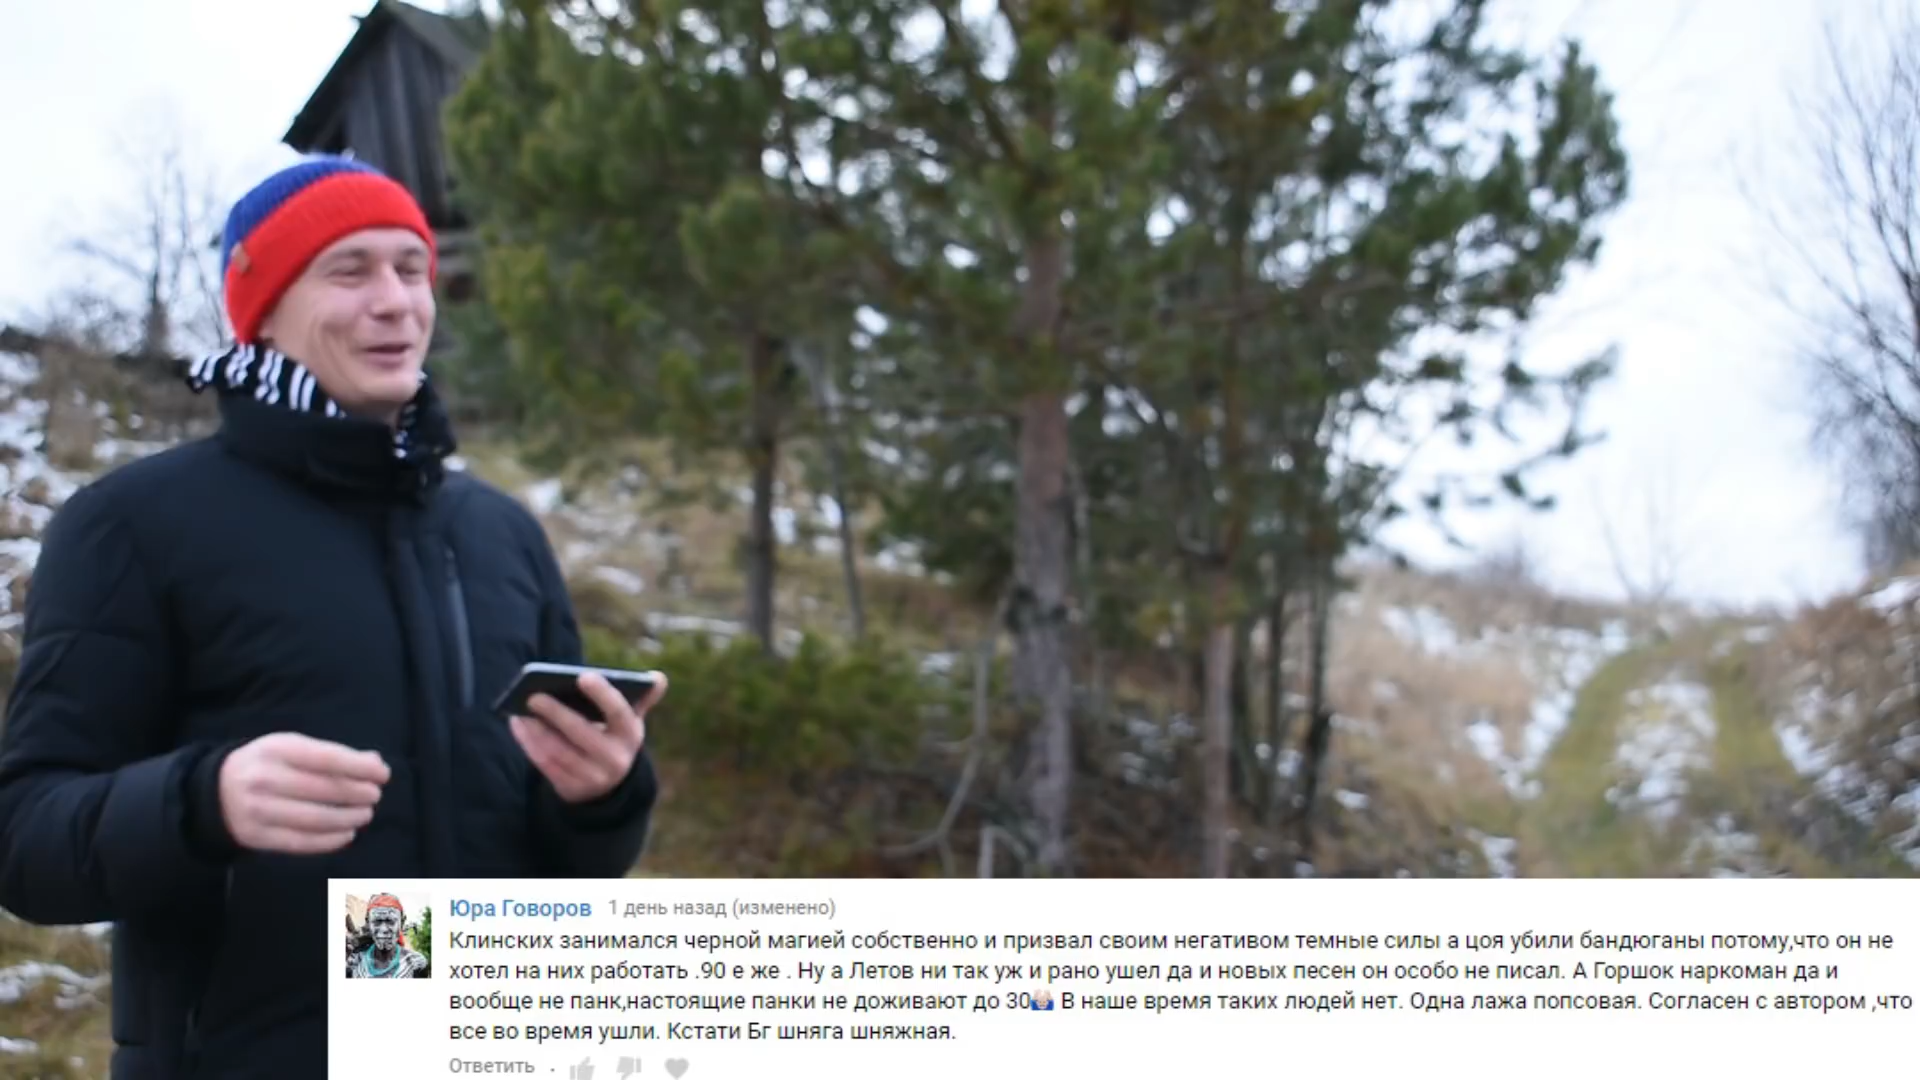 Юра Говоров 1 день назад (изменено)
Клинских занимался черной магией собственно и призвал своим негативом темные силы а цоя убили бандюганы потому,что он не
хотел на них работать .90 е же . Ну а Летов ни так уж и рано ушел да и новых песен он особо не писал. А Горшок наркоман да и
вообще не панк,настоящие панки не доживают до 30 В наше время таких людей нет. Одна лажа попсовая. Согласен с автором ,что
все во время ушли. Кстати Бг шняга шняжная.
Ответить